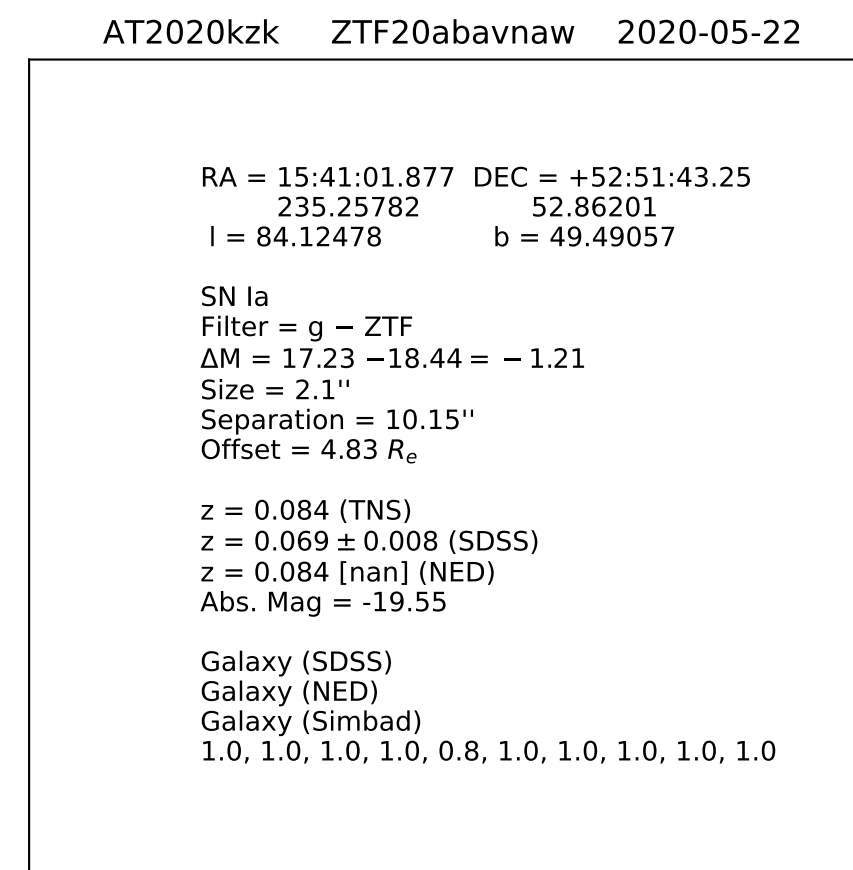 AT2020kzk ZTF20abavnaw 2020-05-22
RA = 15:41:01.877 DEC = +52:51:43.25
235.25782 52.86201
l = 84.12478 b = 49.49057
SN Ia
Filter = g − ZTF
ΔM = 17.23 −18.44 = − 1.21
Size = 2.1''
Separation = 10.15''
Offset = 4.83 Rₑ
z = 0.084 (TNS)
z = 0.069 ± 0.008 (SDSS)
z = 0.084 [nan] (NED)
Abs. Mag = -19.55
Galaxy (SDSS)
Galaxy (NED)
Galaxy (Simbad)
1.0, 1.0, 1.0, 1.0, 0.8, 1.0, 1.0, 1.0, 1.0, 1.0